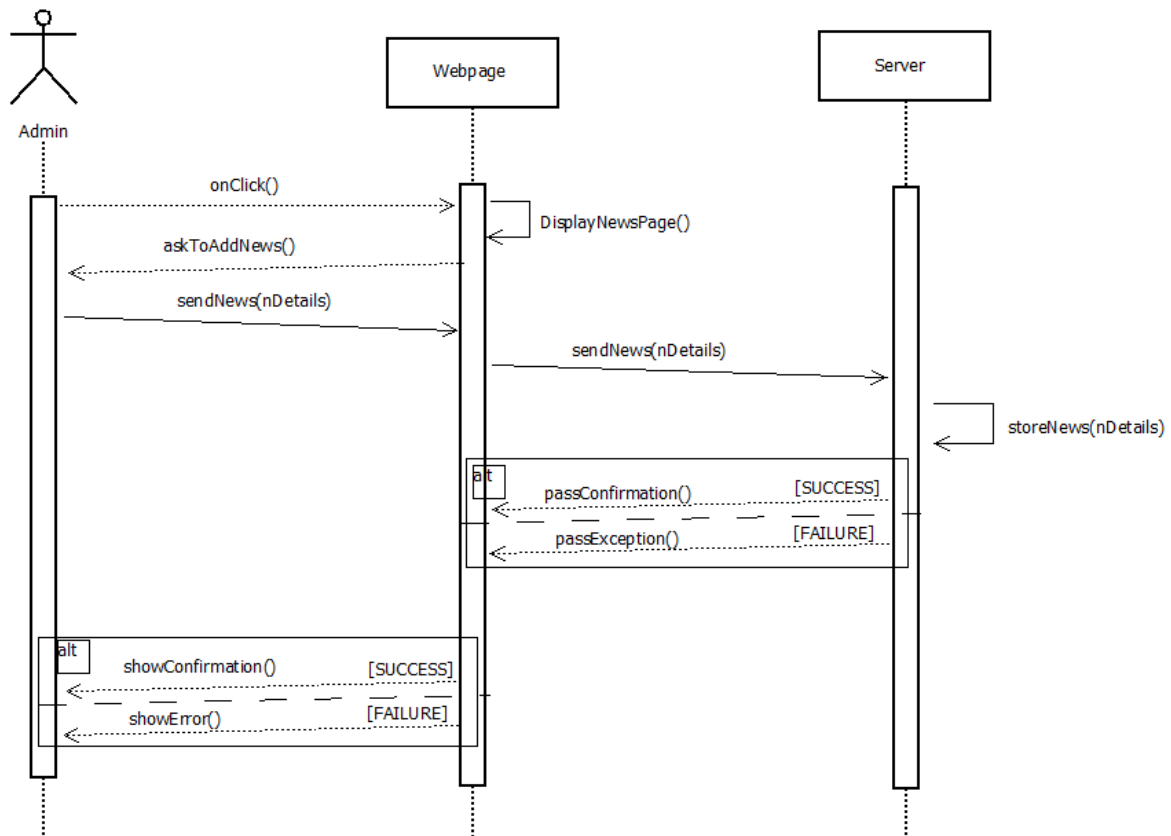 Webpage
Server
Admin
onClick()
DisplayNewsPage()
askToAddNews()
sendNews(nDetails)
sendNews(nDetails)
storeNews(nDetails)
alt
passConfirmation()
[SUCCESS]
passException()
[FAILURE]
alt
showConfirmation()
[SUCCESS]
showError()
[FAILURE]